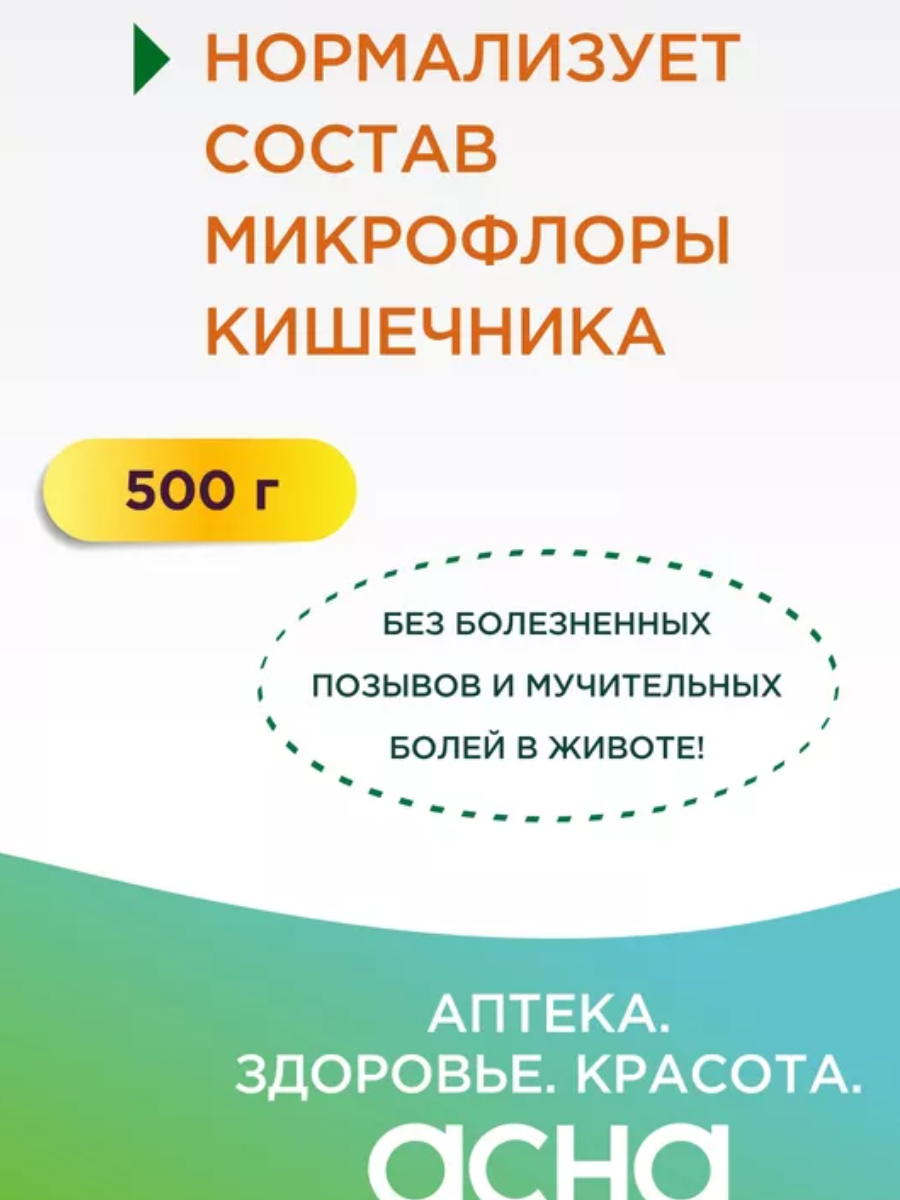 НОРМАЛИЗУЕТ
СОСТАВ
МИКРОФЛОРЫ
КИШЕЧНИКА
500 г
БЕЗ БОЛЕЗНЕННЫХ
ПОЗЫВОВ И МУЧИТЕЛЬНЫХ
БОЛЕЙ В ЖИВОТЕ!
АПТЕКА.
ЗДОРОВЬЕ. КРАСОТА.
асна